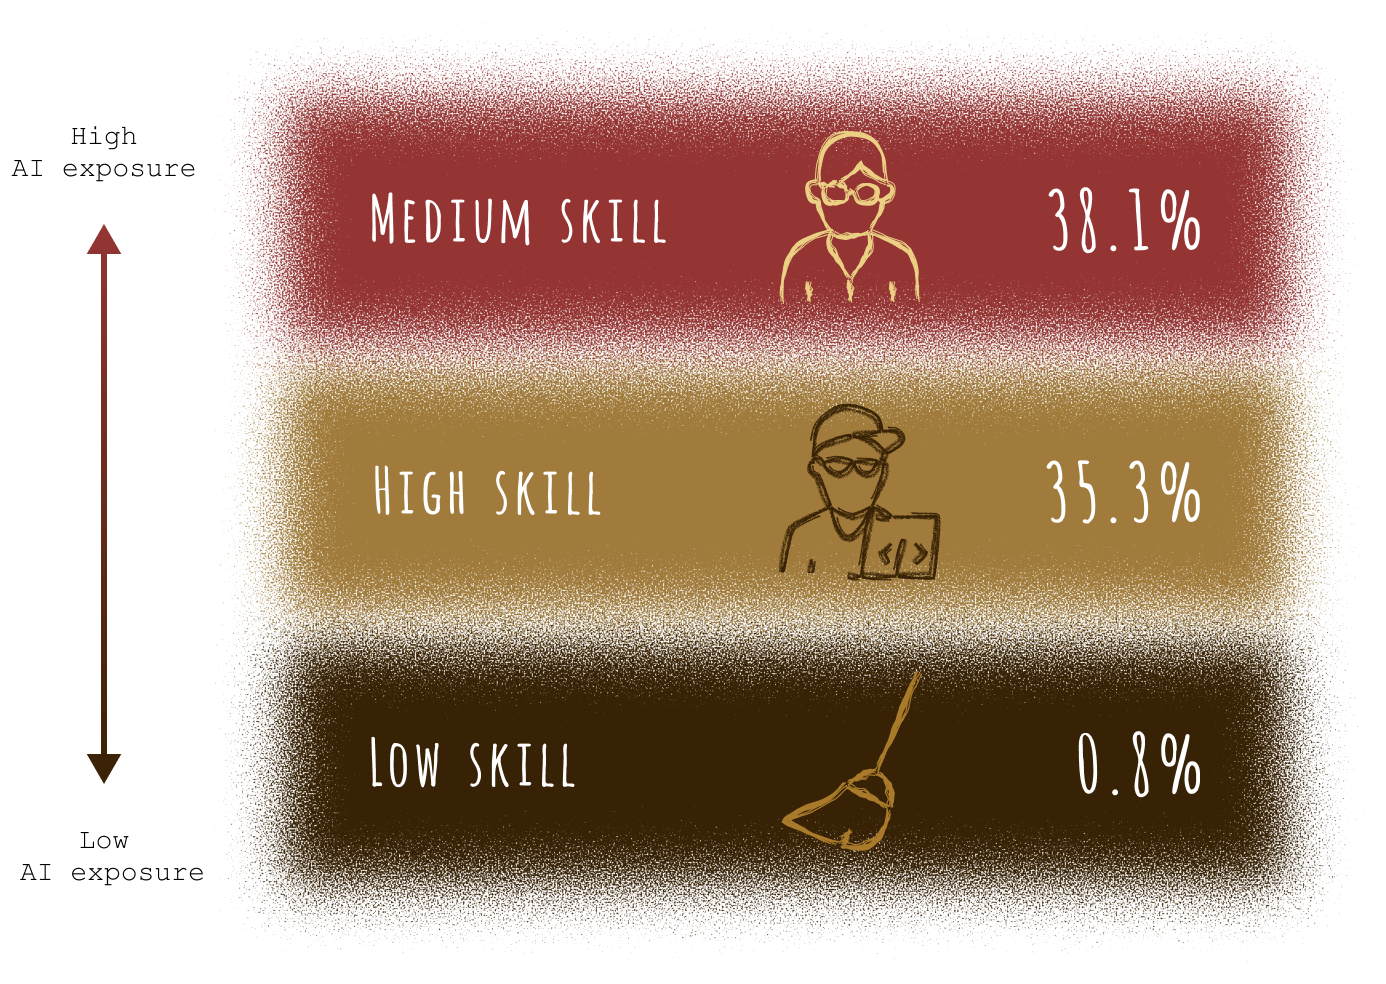 High
AI exposure
Medium skill 38.1%
High skill 35.3%
</>
Low skill 0.8%
Low
AI exposure